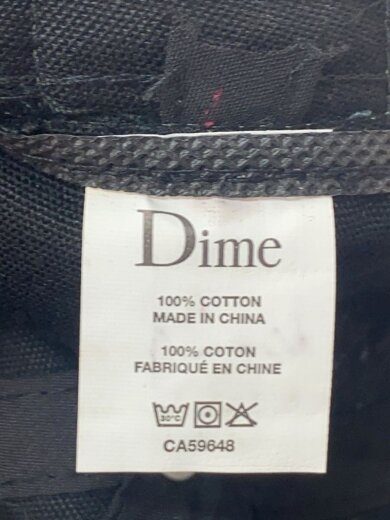 Dime
100% COTTON
MADE IN CHINA
100% COTON
FABRIQUÉ EN CHINE
30°C
CA59648